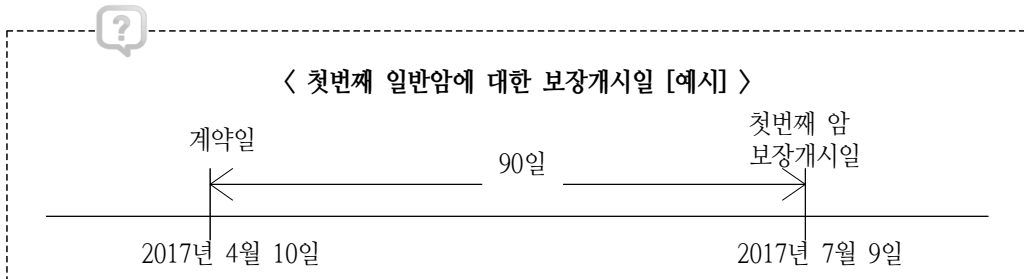 ?
〈 첫번째 일반암에 대한 보장개시일 [예시] 〉
계약일
90일
첫번째 암
보장개시일
2017년 4월 10일
2017년 7월 9일